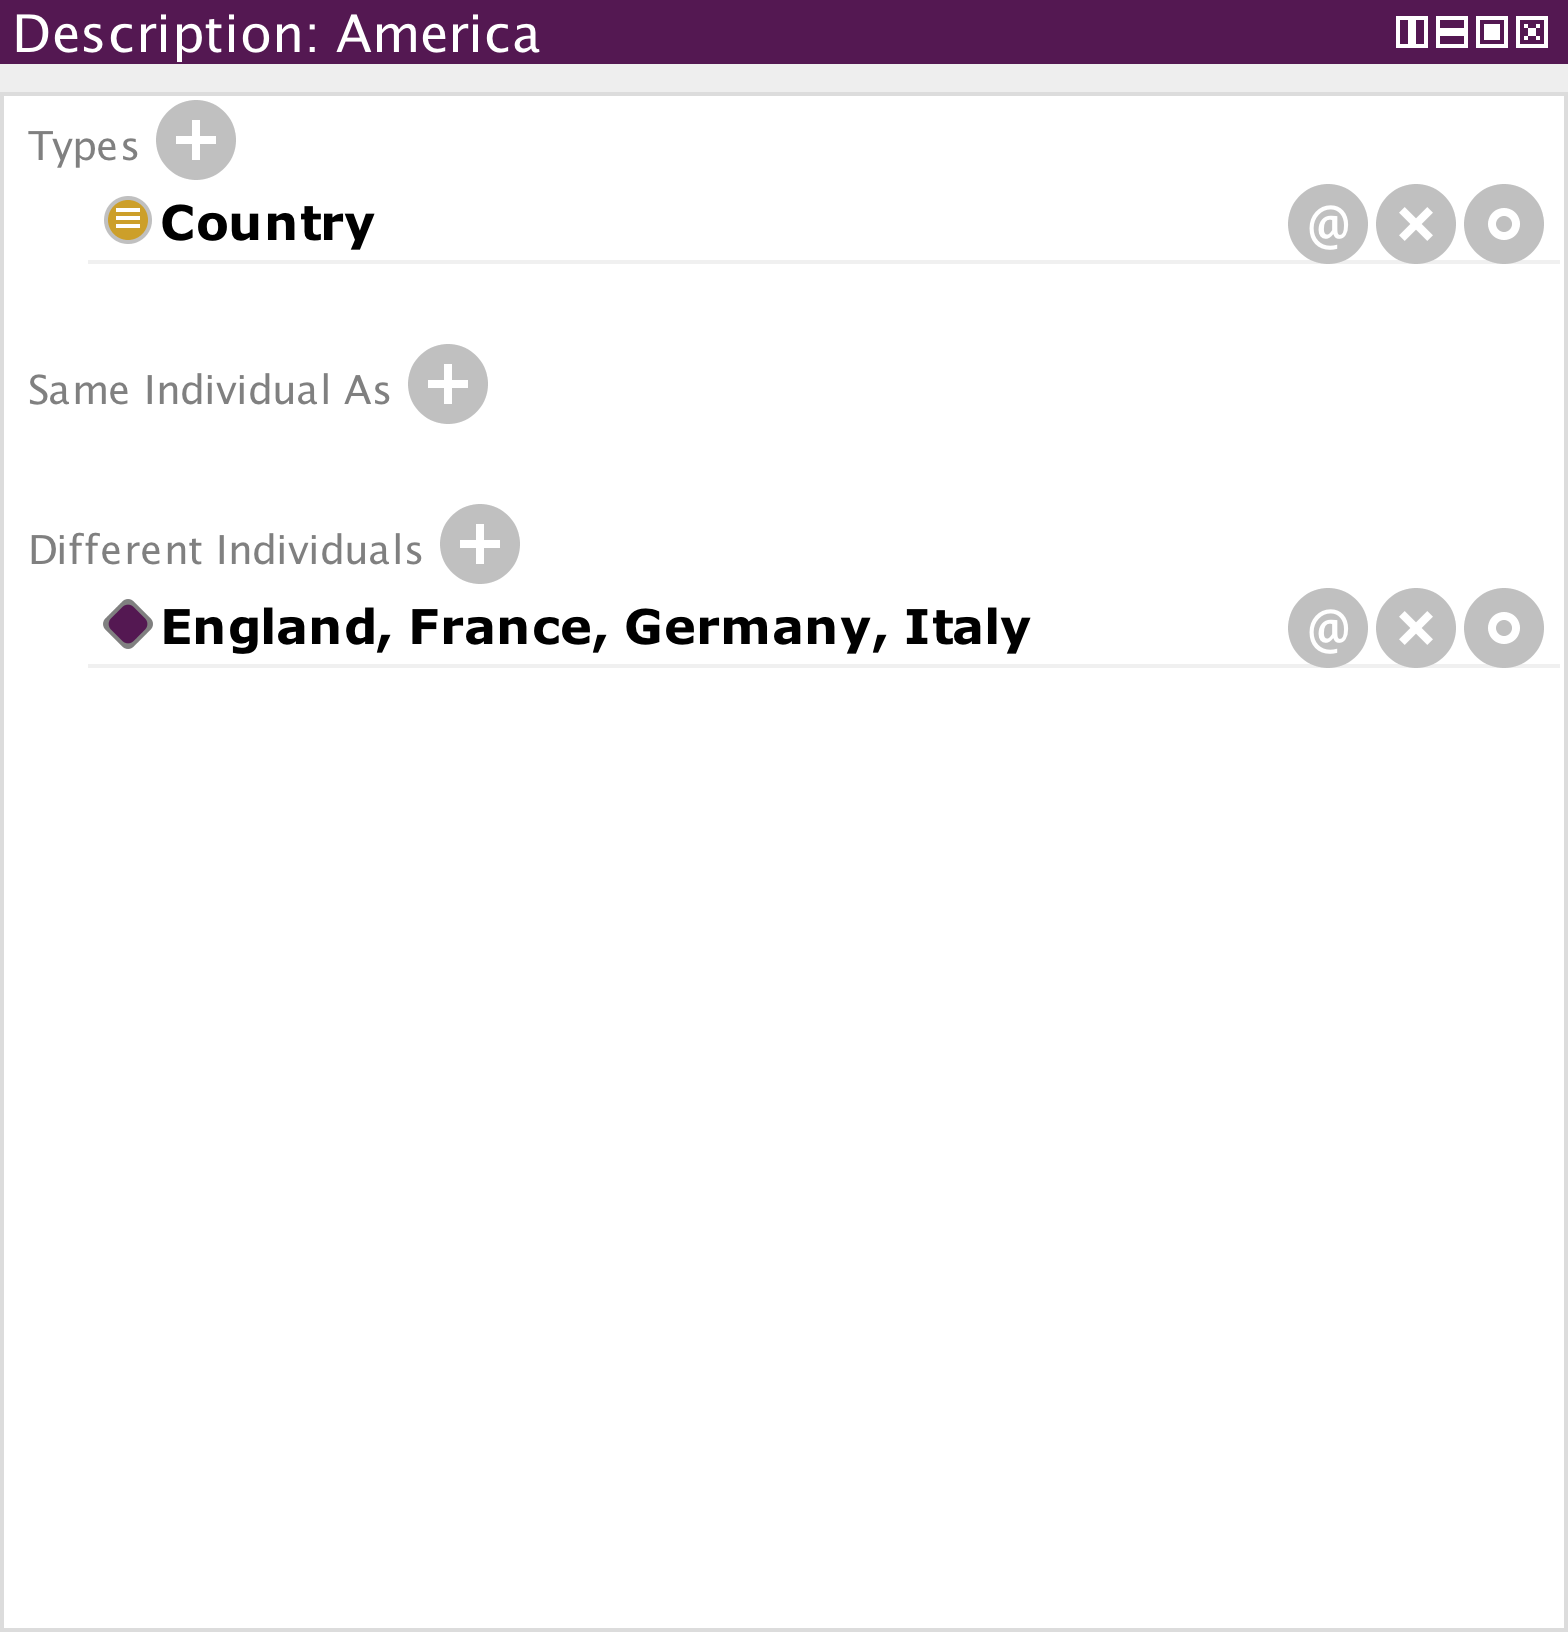 Description: America
Types
Country
@
Same Individual As
Different Individuals
England, France, Germany, Italy
@